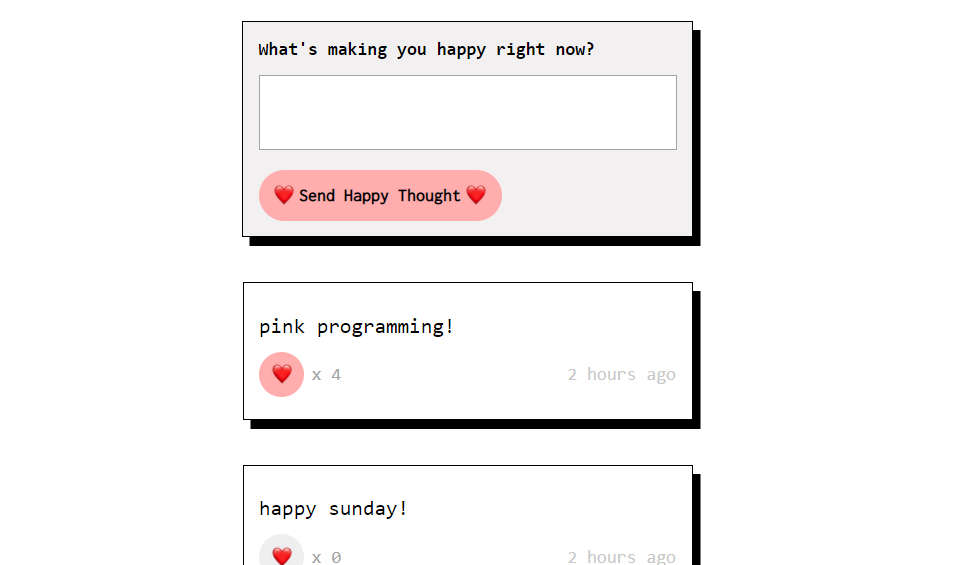 What's making you happy right now?
❤️ Send Happy Thought ❤️
pink programming!
❤️ x 4 2 hours ago
happy sunday!
❤️ x 0 2 hours ago